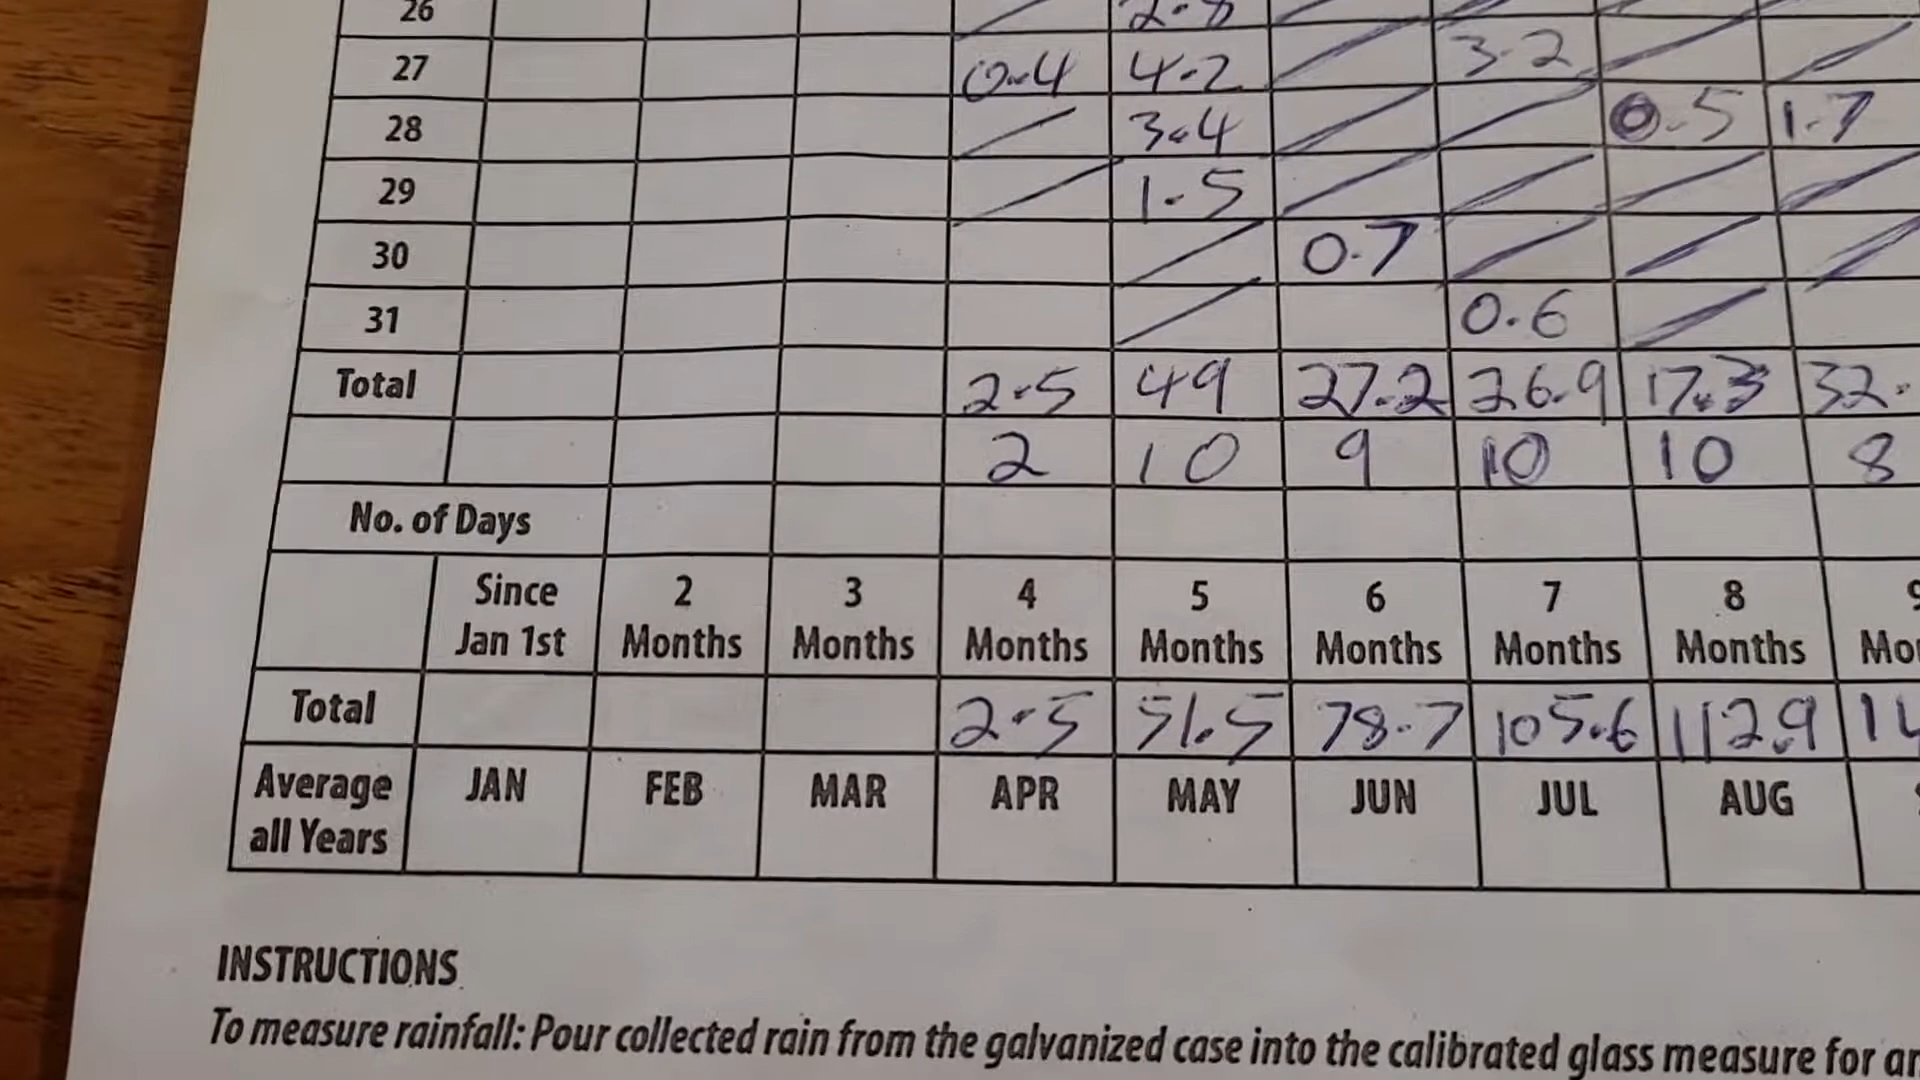 26 2.8
27 0.4 4.2 3.2
28 3.4 0.5 1.7
29 1.5
30 0.7
31 0.6
Total 2.5 49 27.2 26.9 17.3 32.
2 10 9 10 10 8
No. of Days
Since Jan 1st 2 Months 3 Months 4 Months 5 Months 6 Months 7 Months 8 Months
Total 2.5 51.5 78.7 105.6 112.9
Average all Years JAN FEB MAR APR MAY JUN JUL AUG
INSTRUCTIONS
To measure rainfall: Pour collected rain from the galvanized case into the calibrated glass measure for